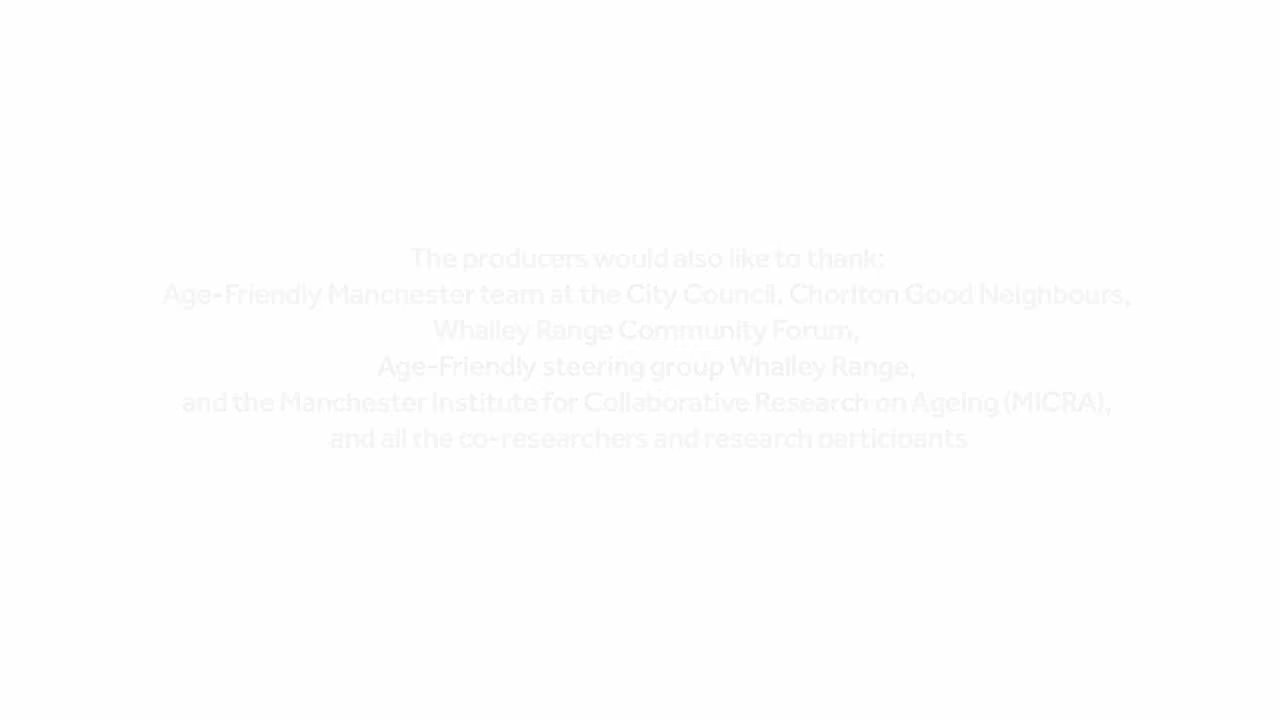 The producers would also like to thank:
Age-Friendly Manchester team at the City Council, Chorlton Good Neighbours,
Whalley Range Community Forum,
Age-Friendly steering group Whalley Range,
and the Manchester Institute for Collaborative Research on Ageing (MICRA),
and all the co-researchers and research participants